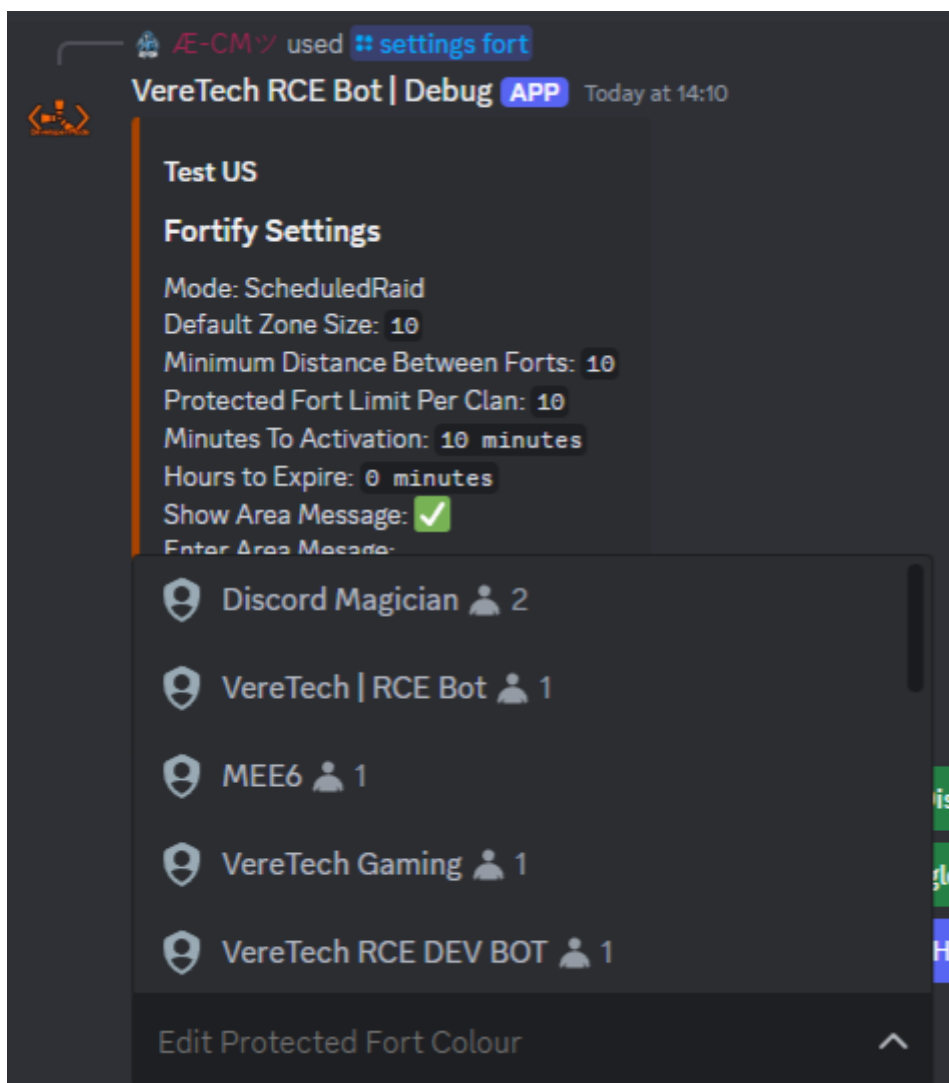 Æ-CMツ used settings fort
VereTech RCE Bot | Debug APP Today at 14:10
Test US
Fortify Settings
Mode: ScheduledRaid
Default Zone Size: 10
Minimum Distance Between Forts: 10
Protected Fort Limit Per Clan: 10
Minutes To Activation: 10 minutes
Hours to Expire: 0 minutes
Show Area Message: ✅
Enter Area Mesage:
Discord Magician 2
VereTech | RCE Bot 1
MEE6 1
VereTech Gaming 1
VereTech RCE DEV BOT 1
Edit Protected Fort Colour